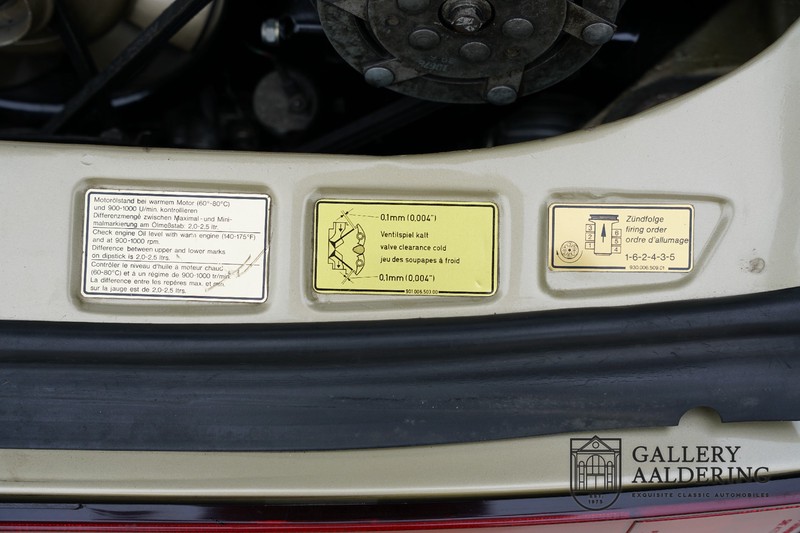 Motorölstand bei warmem Motor (60°-80°C)
und 900-1000 U/min. kontrollieren
Differenzmenge zwischen Maximal- und Mini-
malmarkierung am Ölmeßstab: 2,0-2,5 ltr.
Check engine Oil level with warm engine (140-175°F)
and at 900-1000 rpm.
Difference between upper and lower marks
on dipstick is 2.0-2.5 ltrs.
Contrôler le niveau d'huile à moteur chaud
(60-80°C) et à un régime de 900-1000 tr/min.
La différence entre les repères max. et min.
sur la jauge est de 2,0-2,5 ltrs.
0,1mm (0,004")
Ventilspiel kalt
valve clearance cold
jeu des soupapes à froid
0,1mm (0,004")
901.006.503.00
Zündfolge
firing order
ordre d'allumage
1-6-2-4-3-5
930.006.509.01
GALLERY
AALDERING
EXQUISITE CLASSIC AUTOMOBILES
EST.
1975